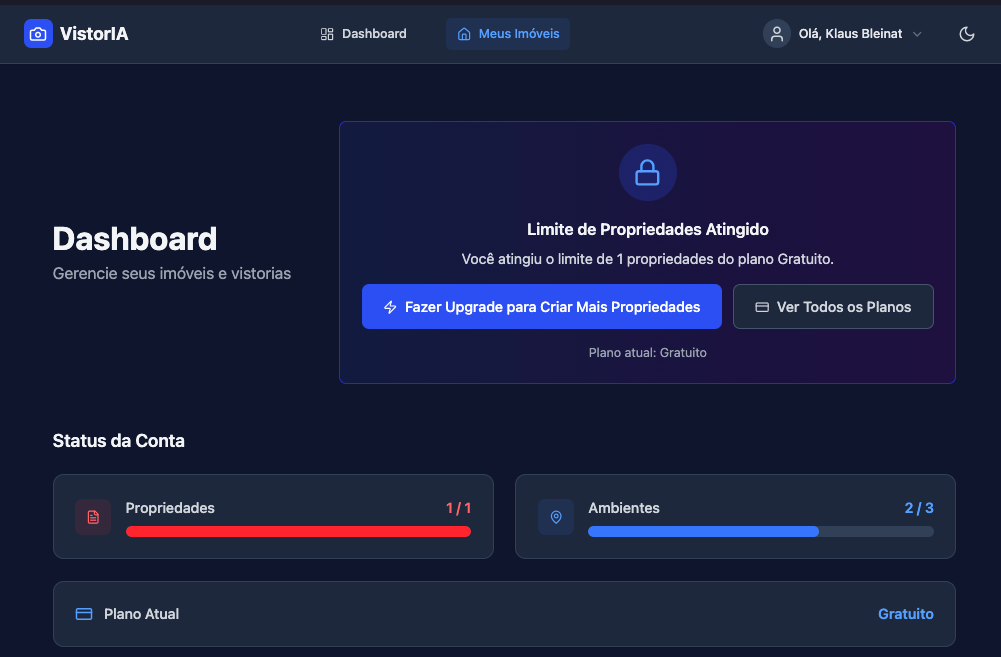 VistorIA
Dashboard
Meus Imóveis
Olá, Klaus Bleinat
Dashboard
Gerencie seus imóveis e vistorias
Limite de Propriedades Atingido
Você atingiu o limite de 1 propriedades do plano Gratuito.
Fazer Upgrade para Criar Mais Propriedades
Ver Todos os Planos
Plano atual: Gratuito
Status da Conta
Propriedades
1 / 1
Ambientes
2 / 3
Plano Atual
Gratuito